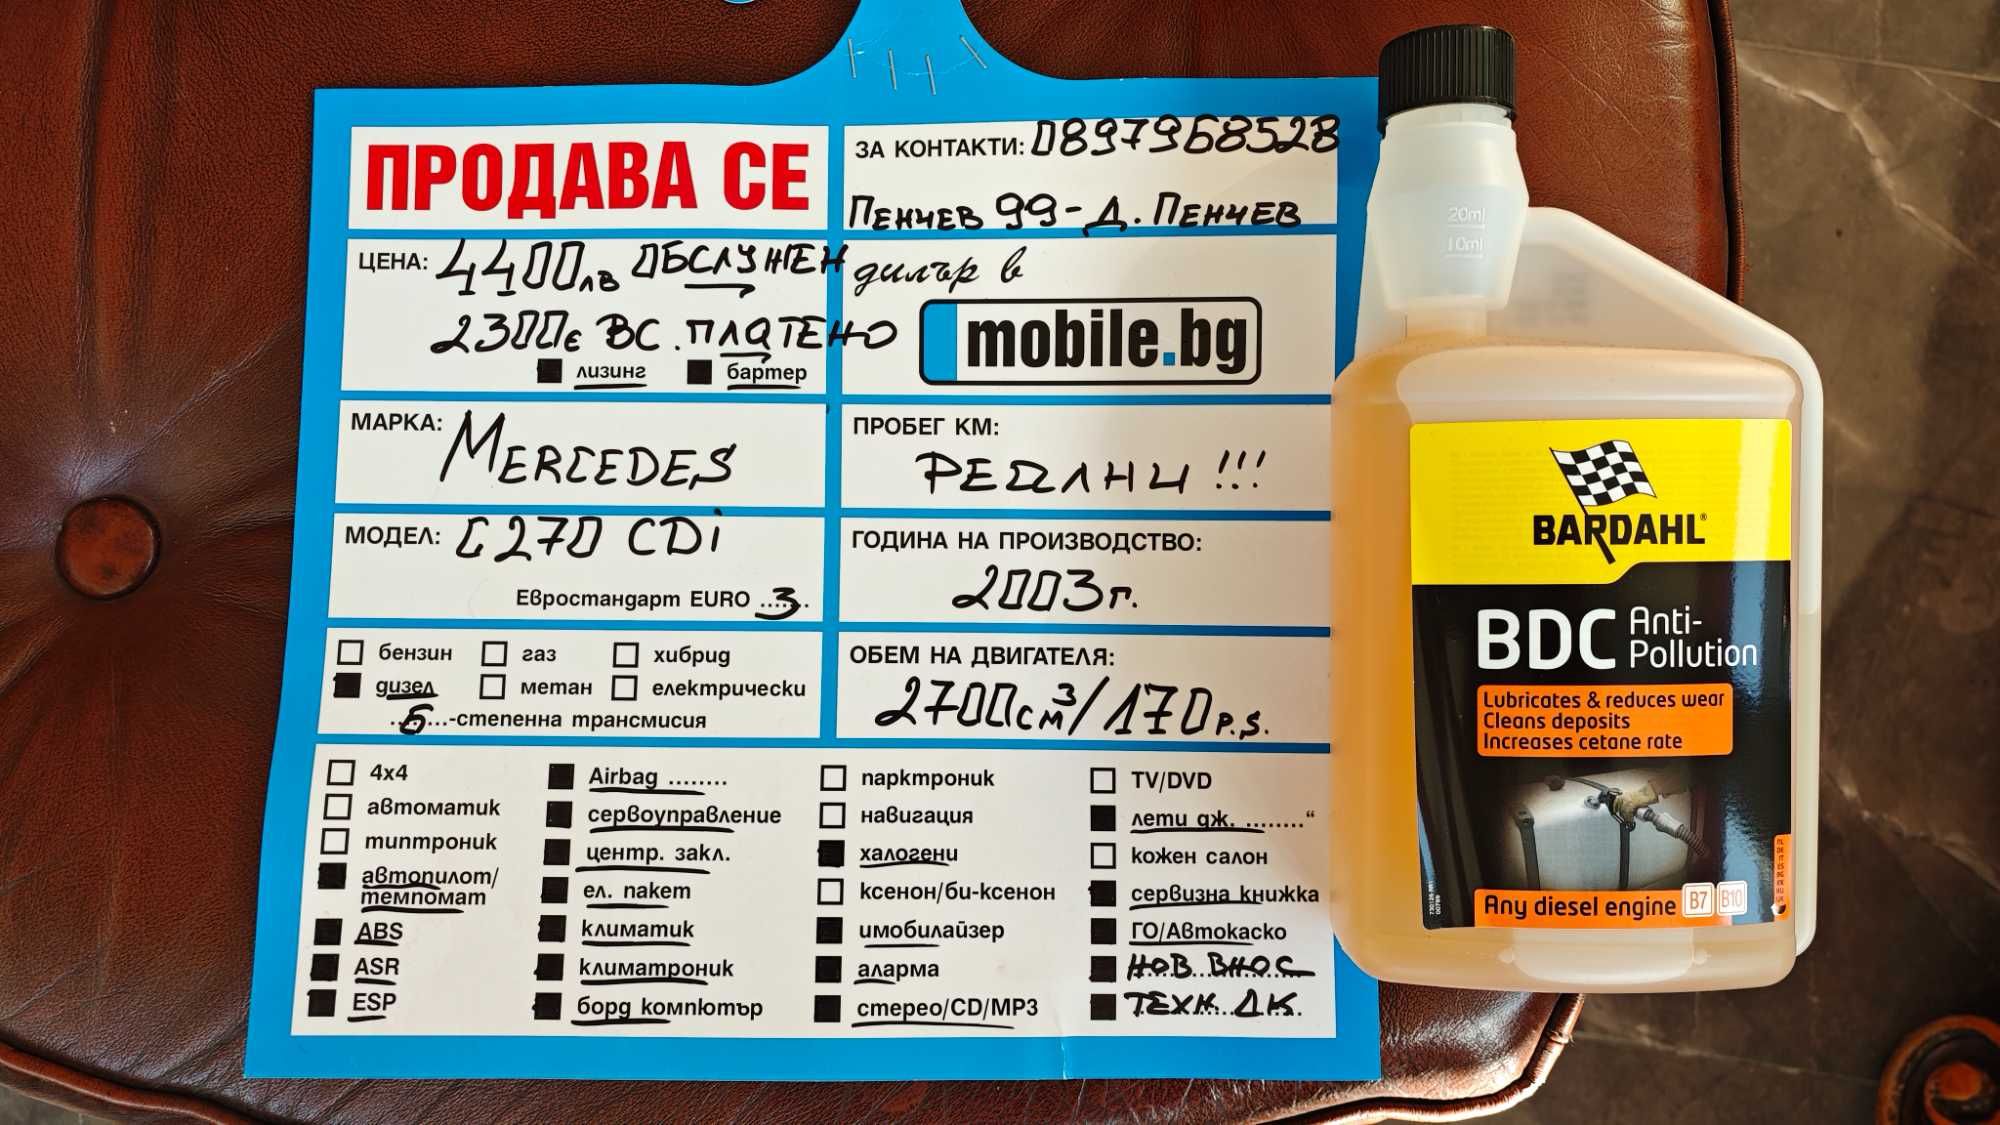 ПРОДАВА СЕ
ЗА КОНТАКТИ: 0897968528
ПЕНЧЕВ 99-Д. ПЕНЧЕВ
ЦЕНА: 4400лв ОБСЛУЖЕН
2300€ ВС. ПЛАТЕНО
лизинг бартер
дилър в
mobile.bg
МАРКА: MERCEDES
ПРОБЕГ КМ:
РЕАЛНИ!!!
МОДЕЛ: C 270 CDi
Евростандарт EURO ...3...
ГОДИНА НА ПРОИЗВОДСТВО:
2003г.
бензин газ хибрид
дизел метан електрически
...6...-степенна трансмисия
ОБЕМ НА ДВИГАТЕЛЯ:
2700см³/170P.S.
4x4
автоматик
типтроник
автопилот/
темпомат
ABS
ASR
ESP
Airbag ........
сервоуправление
центр. закл.
ел. пакет
климатик
климатроник
борд компютър
парктроник
навигация
халогени
ксенон/би-ксенон
имобилайзер
аларма
стерео/CD/MP3
TV/DVD
лети дж. ........"
кожен салон
сервизна книжка
ГО/Автокаско
НОВ ВНОС
ТЕХН. ДК.
20ml
10ml
BARDAHL®
BDC Anti-
Pollution
Lubricates & reduces wear
Cleans deposits
Increases cetane rate
Any diesel engine B7 B10